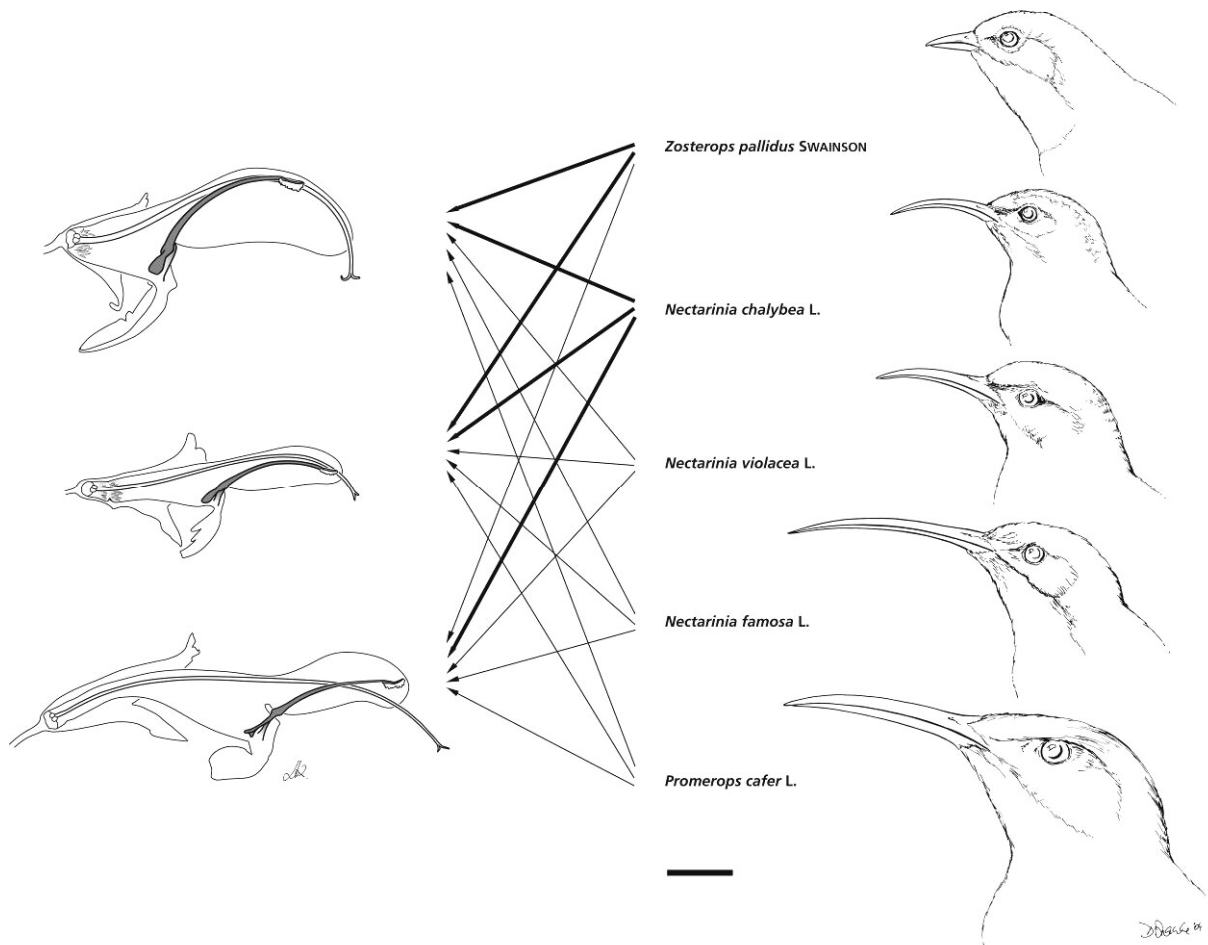 Zosterops pallidus SWAINSON
Nectarinia chalybea L.
Nectarinia violacea L.
Nectarinia famosa L.
Promerops cafer L.